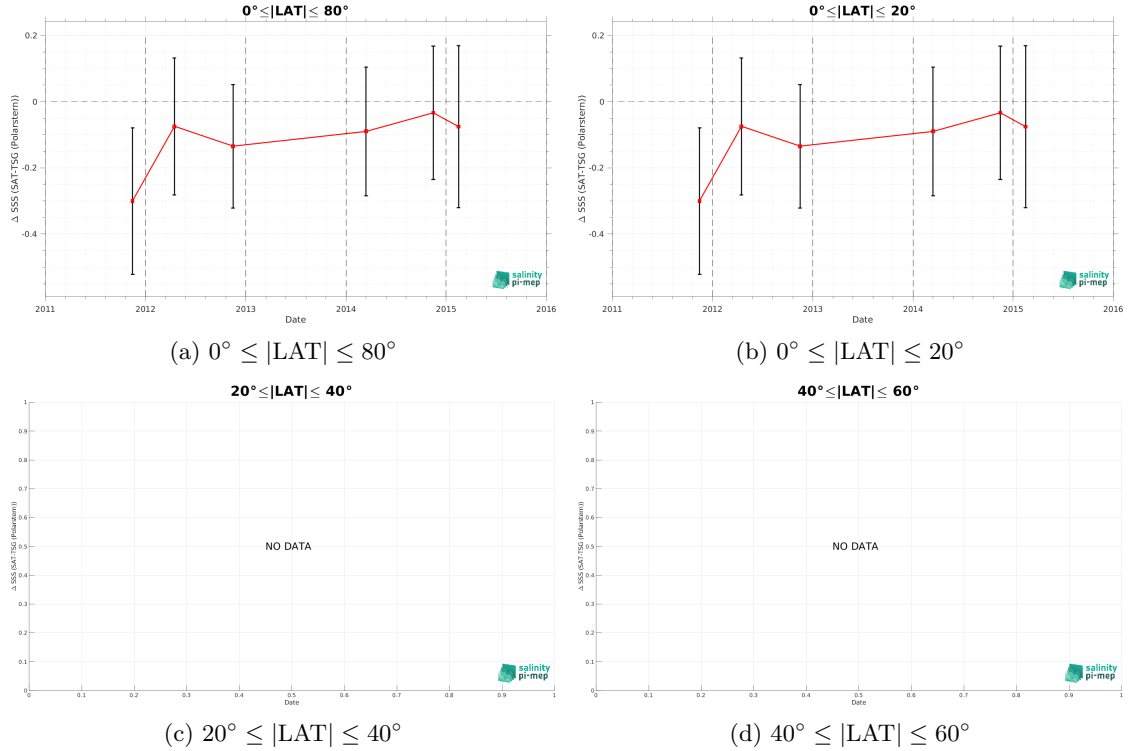 0°≤|LAT|≤ 80°
0.2
0
-0.2
-0.4
Δ SSS (SAT-TSG (Polarstern))
2011 2012 2013 2014 2015 2016
Date
salinity
pi-mep
(a) 0° ≤ |LAT| ≤ 80°
0°≤|LAT|≤ 20°
0.2
0
-0.2
-0.4
Δ SSS (SAT-TSG (Polarstern))
2011 2012 2013 2014 2015 2016
Date
salinity
pi-mep
(b) 0° ≤ |LAT| ≤ 20°
20°≤|LAT|≤ 40°
1
0.9
0.8
0.7
0.6
0.5
0.4
0.3
0.2
0.1
0
Δ SSS (SAT-TSG (Polarstern))
NO DATA
0 0.1 0.2 0.3 0.4 0.5 0.6 0.7 0.8 0.9 1
Date
salinity
pi-mep
(c) 20° ≤ |LAT| ≤ 40°
40°≤|LAT|≤ 60°
1
0.9
0.8
0.7
0.6
0.5
0.4
0.3
0.2
0.1
0
Δ SSS (SAT-TSG (Polarstern))
NO DATA
0 0.1 0.2 0.3 0.4 0.5 0.6 0.7 0.8 0.9 1
Date
salinity
pi-mep
(d) 40° ≤ |LAT| ≤ 60°